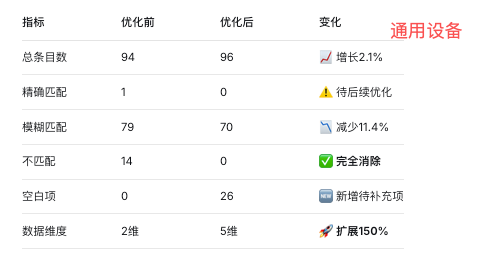 指标 优化前 优化后 变化
通用设备
总条目数 94 96 📈 增长2.1%
精确匹配 1 0 ⚠️ 待后续优化
模糊匹配 79 70 📉 减少11.4%
不匹配 14 0 ✅ 完全消除
空白项 0 26 🆕 新增待补充项
数据维度 2维 5维 🚀 扩展150%